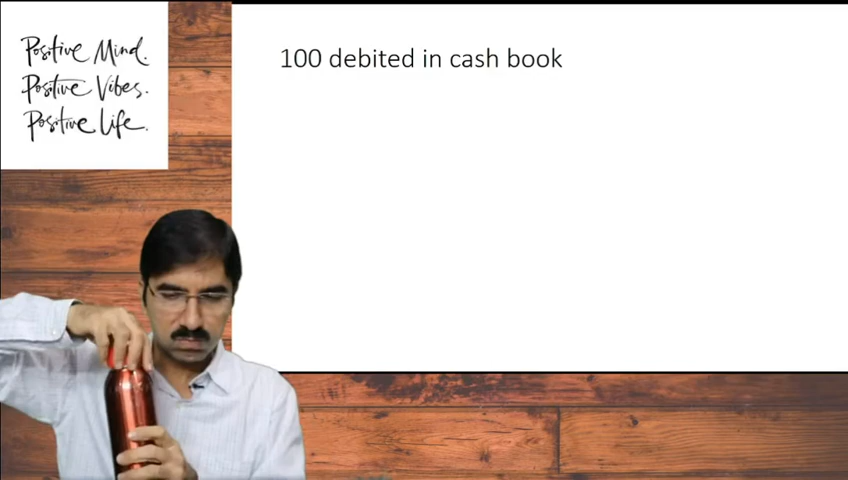 Positive Mind.
Positive Vibes.
Positive Life.
100 debited in cash book